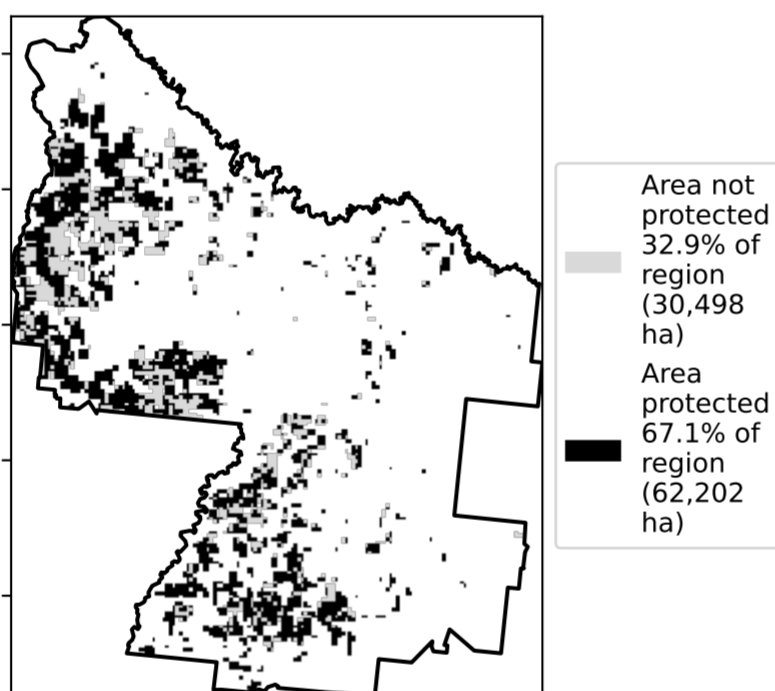 Area not
protected
32.9% of
region
(30,498
ha)
Area
protected
67.1% of
region
(62,202
ha)